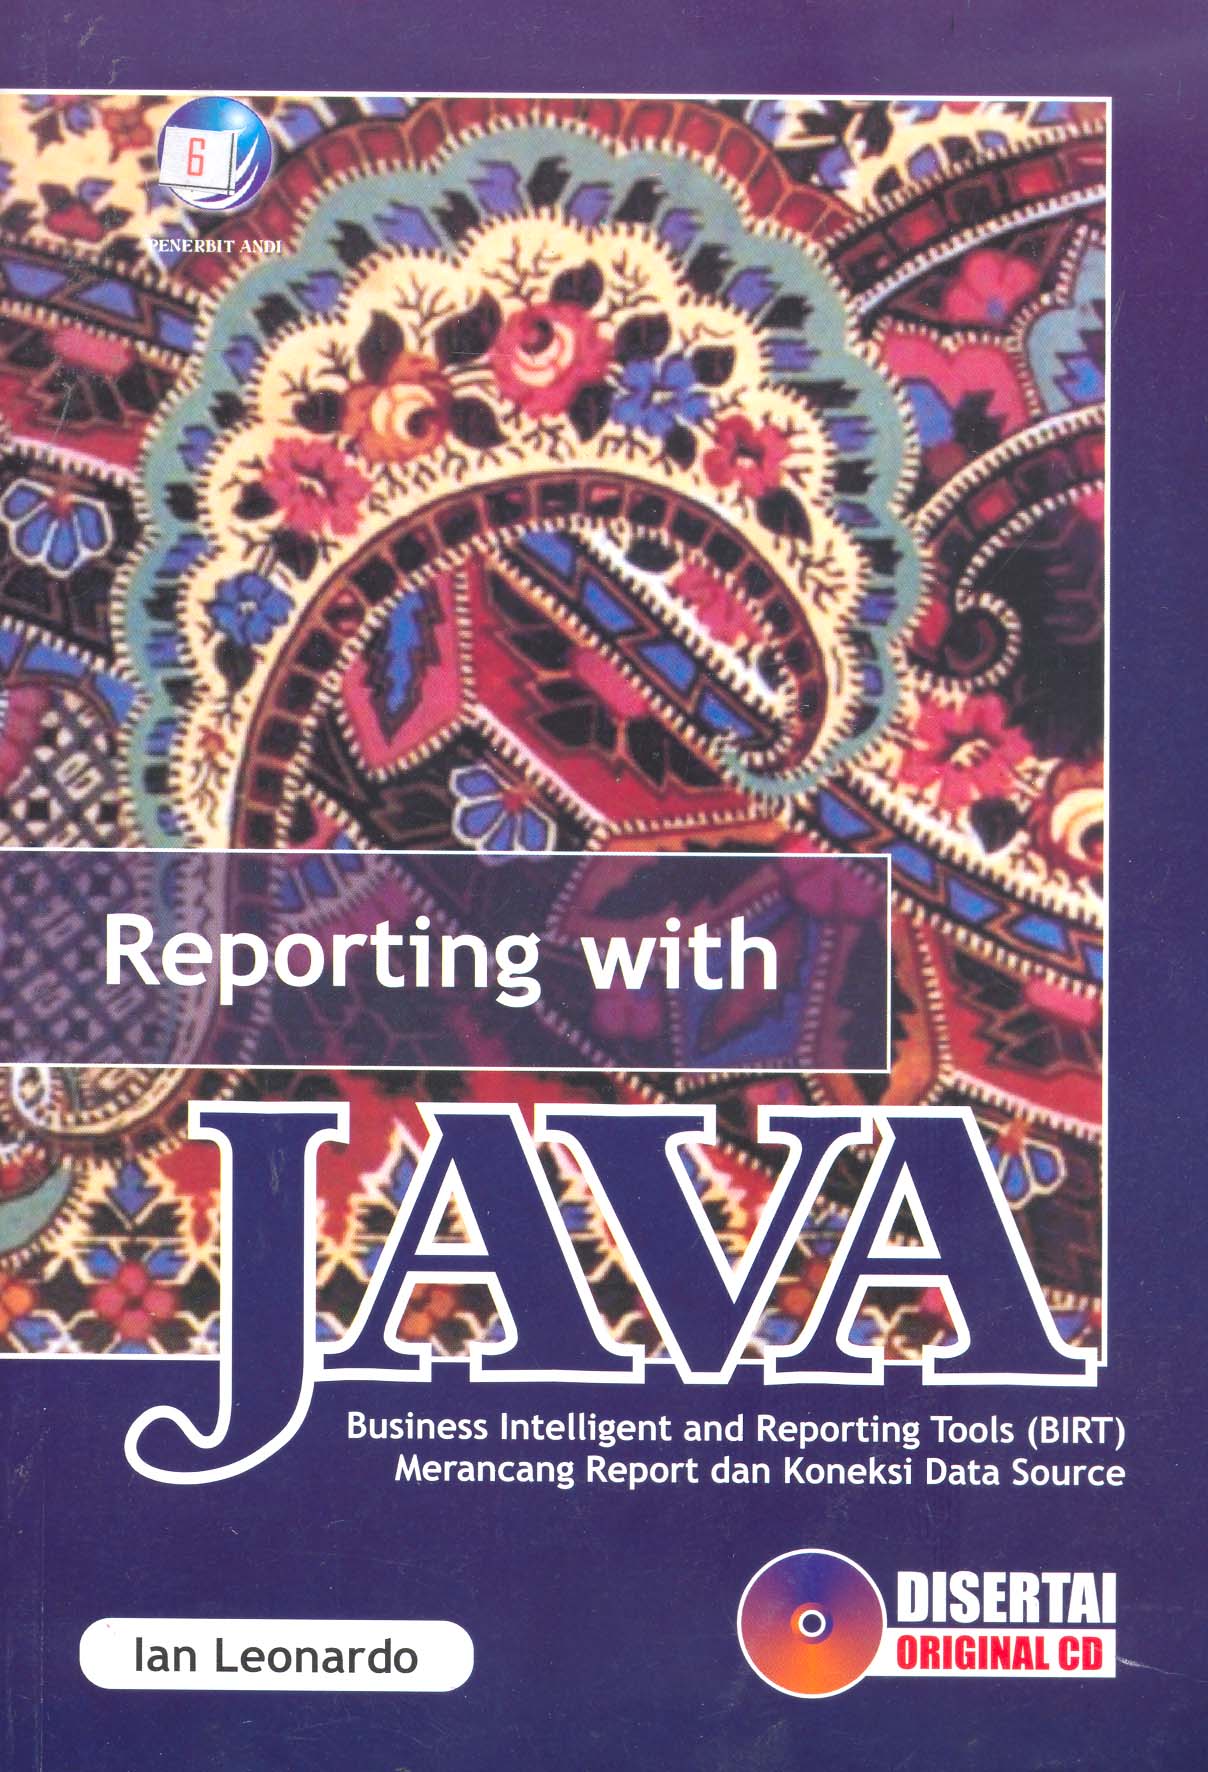 6
PENERBIT ANDI
Reporting with
JAVA
Business Intelligent and Reporting Tools (BIRT)
Merancang Report dan Koneksi Data Source
DISERTAI
ORIGINAL CD
Ian Leonardo